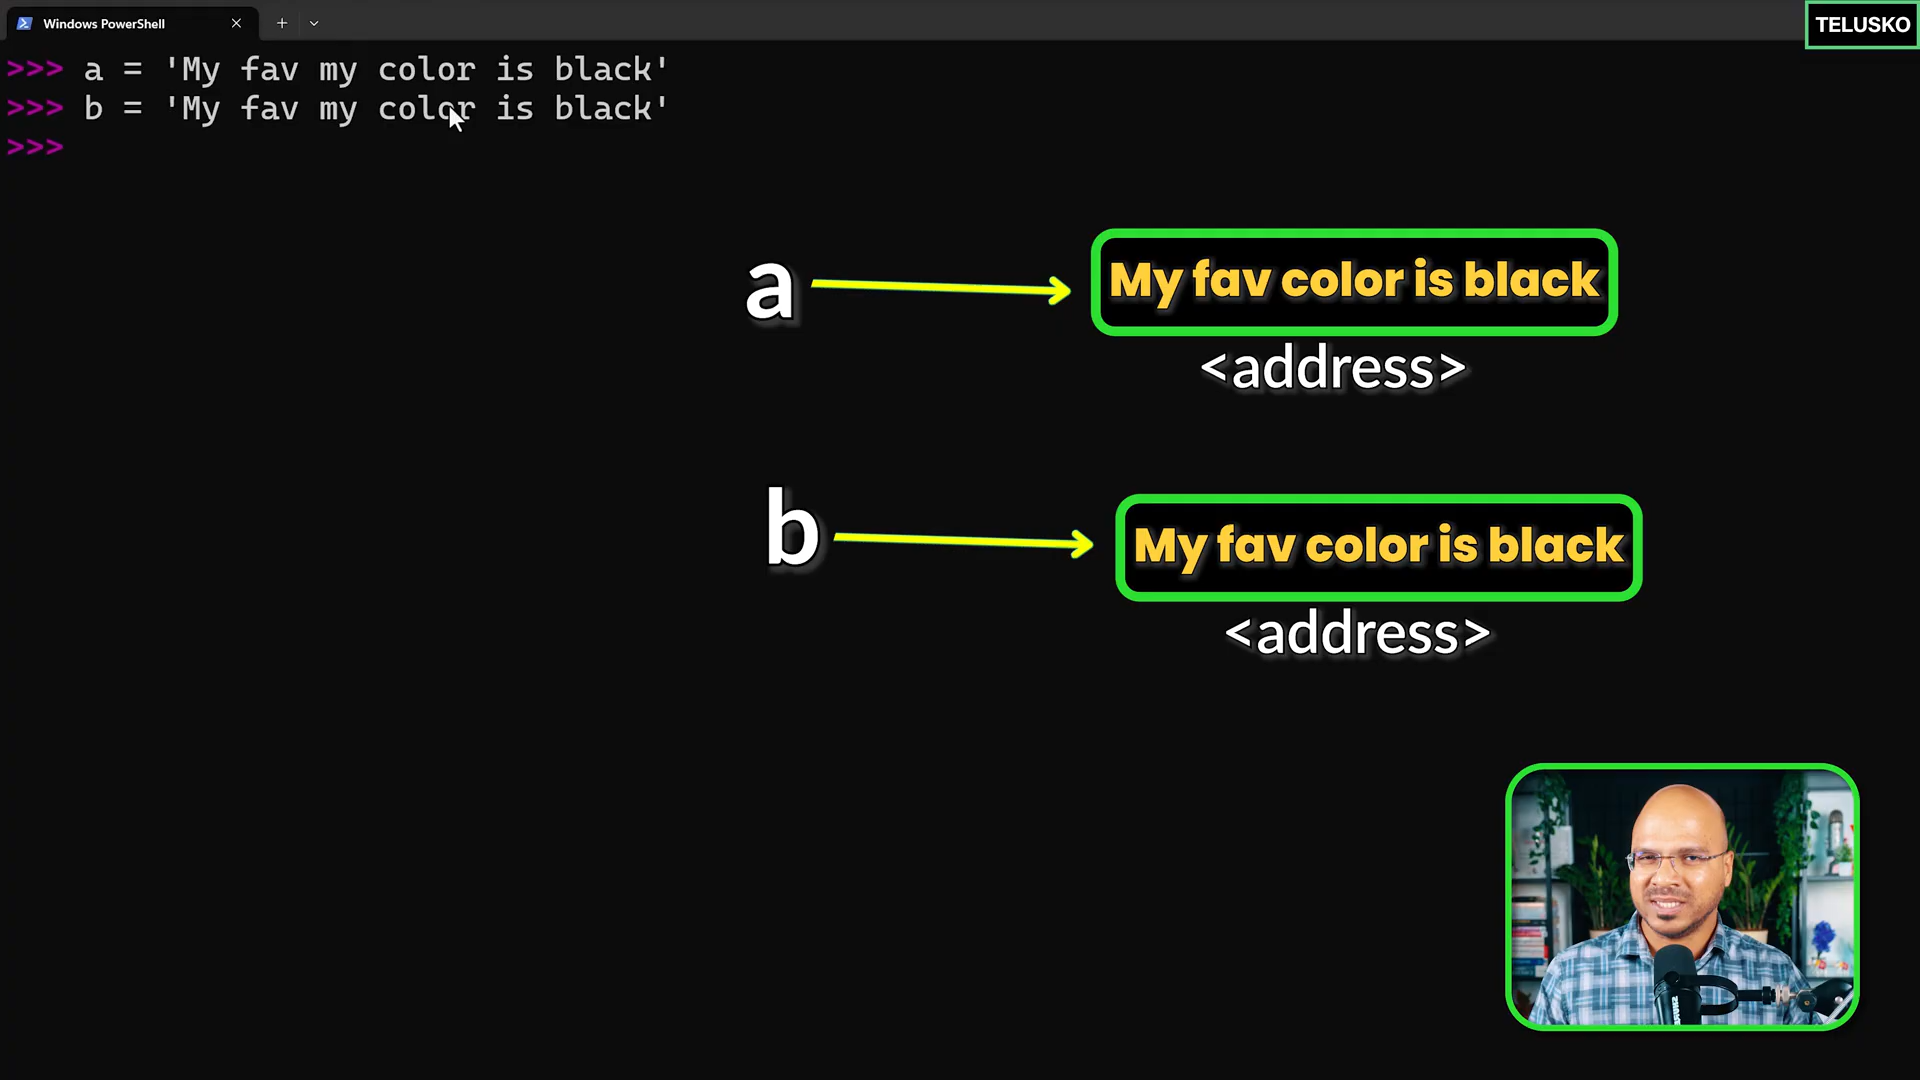 Windows PowerShell
TELUSKO
>>> a = 'My fav my color is black'
>>> b = 'My fav my color is black'
>>>
a
My fav color is black
<address>
b
My fav color is black
<address>